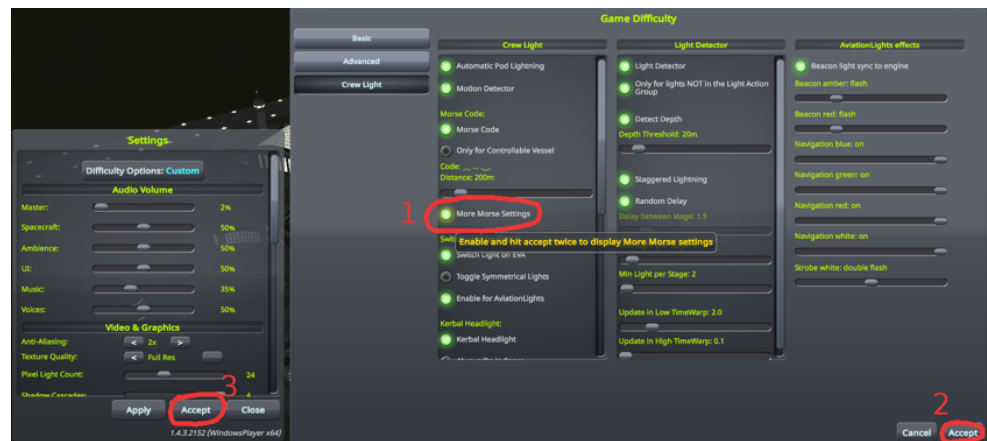 Game Difficulty
Basic
Advanced
Crew Light
Crew Light
Automatic Pod Lightning
Motion Detector
Morse Code:
Morse Code
Only for Controllable Vessel
Code: _ _ ... _ _
Distance: 200m
1
More Morse Settings
Enable and hit accept twice to display More Morse settings
Switch Light on EVA
Toggle Symmetrical Lights
Enable for AviationLights
Kerbal Headlight:
Kerbal Headlight
Light Detector
Light Detector
Only for lights NOT in the Light Action
Group
Detect Depth
Depth Threshold: 20m
Staggered Lightning
Random Delay
Delay between stage: 1.5
Min Light per Stage: 2
Update in Low TimeWarp: 2.0
Update in High TimeWarp: 0.1
AviationLights effects
Beacon light sync to engine
Beacon amber: flash
Beacon red: flash
Navigation blue: on
Navigation green: on
Navigation red: on
Navigation white: on
Strobe white: double flash
2
Cancel
Accept
Settings
Difficulty Options: Custom
Audio Volume
Master: 2%
Spacecraft: 50%
Ambience: 50%
UI: 50%
Music: 35%
Voices: 50%
Video & Graphics
Anti-Aliasing: < 2x >
Texture Quality: < Full Res
Pixel Light Count: 24
Shadow Cascades: 4
3
Apply
Accept
Close
1.4.3.2152 (WindowsPlayer x64)